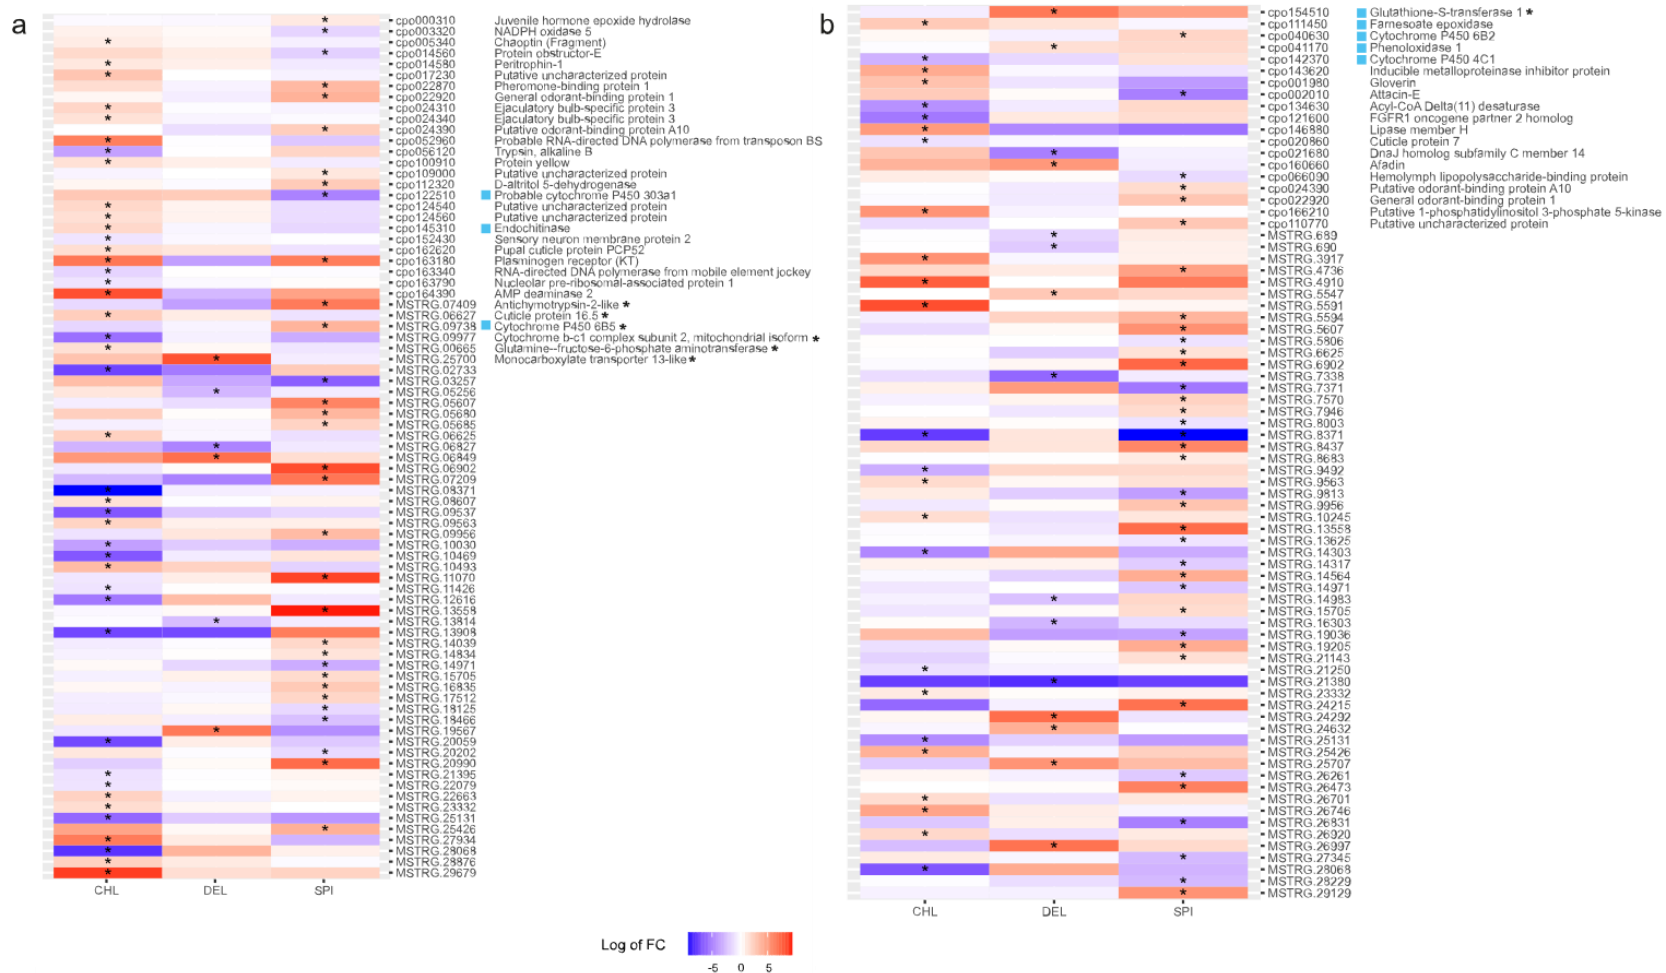 a
cpo000310 Juvenile hormone epoxide hydrolase
cpo003320 NADPH oxidase 5
cpo005340 Chaoptin (Fragment)
cpo014560 Protein obstructor-E
cpo014580 Peritrophin-1
cpo017230 Putative uncharacterized protein
cpo022870 Pheromone-binding protein 1
cpo022920 General odorant-binding protein 1
cpo024310 Ejaculatory bulb-specific protein 3
cpo024340 Ejaculatory bulb-specific protein 3
cpo024390 Putative odorant-binding protein A10
cpo052960 Probable RNA-directed DNA polymerase from transposon BS
cpo056120 Trypsin, alkaline B
cpo100910 Protein yellow
cpo109000 Putative uncharacterized protein
cpo112320 D-altritol 5-dehydrogenase
cpo122510 Probable cytochrome P450 303a1
cpo124540 Putative uncharacterized protein
cpo124560 Putative uncharacterized protein
cpo145310 Endochitinase
cpo152430 Sensory neuron membrane protein 2
cpo162620 Pupal cuticle protein PCP52
cpo163180 Plasminogen receptor (KT)
cpo163340 RNA-directed DNA polymerase from mobile element jockey
cpo163790 Nucleolar pre-ribosomal-associated protein 1
cpo164390 AMP deaminase 2
MSTRG.07409 Antichymotrypsin-2-like *
MSTRG.06627 Cuticle protein 16.5 *
MSTRG.09738 Cytochrome P450 6B5 *
MSTRG.09977 Cytochrome b-c1 complex subunit 2, mitochondrial isoform *
MSTRG.00665 Glutamine--fructose-6-phosphate aminotransferase *
MSTRG.25700 Monocarboxylate transporter 13-like *
MSTRG.02733
MSTRG.03257
MSTRG.05256
MSTRG.05607
MSTRG.05680
MSTRG.05685
MSTRG.06625
MSTRG.06827
MSTRG.06849
MSTRG.06902
MSTRG.07209
MSTRG.08371
MSTRG.08607
MSTRG.09537
MSTRG.09563
MSTRG.09956
MSTRG.10030
MSTRG.10469
MSTRG.10493
MSTRG.11070
MSTRG.11426
MSTRG.12616
MSTRG.13558
MSTRG.13814
MSTRG.13908
MSTRG.14039
MSTRG.14834
MSTRG.14971
MSTRG.15705
MSTRG.16835
MSTRG.17512
MSTRG.18125
MSTRG.18466
MSTRG.19567
MSTRG.20059
MSTRG.20202
MSTRG.20990
MSTRG.21395
MSTRG.22079
MSTRG.22663
MSTRG.23332
MSTRG.25131
MSTRG.25426
MSTRG.27934
MSTRG.28068
MSTRG.28876
MSTRG.29679
CHL DEL SPI
b
cpo154510 Glutathione-S-transferase 1 *
cpo111450 Farnesoate epoxidase
cpo040630 Cytochrome P450 6B2
cpo041170 Phenoloxidase 1
cpo142370 Cytochrome P450 4C1
cpo143620 Inducible metalloproteinase inhibitor protein
cpo001980 Gloverin
cpo002010 Attacin-E
cpo134630 Acyl-CoA Delta(11) desaturase
cpo121600 FGFR1 oncogene partner 2 homolog
cpo146880 Lipase member H
cpo020860 Cuticle protein 7
cpo021680 DnaJ homolog subfamily C member 14
cpo160660 Afadin
cpo066090 Hemolymph lipopolysaccharide-binding protein
cpo024390 Putative odorant-binding protein A10
cpo022920 General odorant-binding protein 1
cpo166210 Putative 1-phosphatidylinositol 3-phosphate 5-kinase
cpo110770 Putative uncharacterized protein
MSTRG.689
MSTRG.690
MSTRG.3917
MSTRG.4736
MSTRG.4910
MSTRG.5547
MSTRG.5591
MSTRG.5594
MSTRG.5607
MSTRG.5806
MSTRG.6625
MSTRG.6902
MSTRG.7338
MSTRG.7371
MSTRG.7570
MSTRG.7946
MSTRG.8003
MSTRG.8371
MSTRG.8437
MSTRG.8683
MSTRG.9492
MSTRG.9563
MSTRG.9813
MSTRG.9956
MSTRG.10245
MSTRG.13558
MSTRG.13625
MSTRG.14303
MSTRG.14317
MSTRG.14564
MSTRG.14971
MSTRG.14983
MSTRG.15705
MSTRG.16303
MSTRG.19036
MSTRG.19205
MSTRG.21143
MSTRG.21250
MSTRG.21380
MSTRG.23332
MSTRG.24215
MSTRG.24292
MSTRG.24632
MSTRG.25131
MSTRG.25426
MSTRG.25707
MSTRG.26261
MSTRG.26473
MSTRG.26701
MSTRG.26746
MSTRG.26831
MSTRG.26920
MSTRG.26997
MSTRG.27345
MSTRG.28068
MSTRG.28229
MSTRG.29129
CHL DEL SPI
Log of FC
-5 0 5